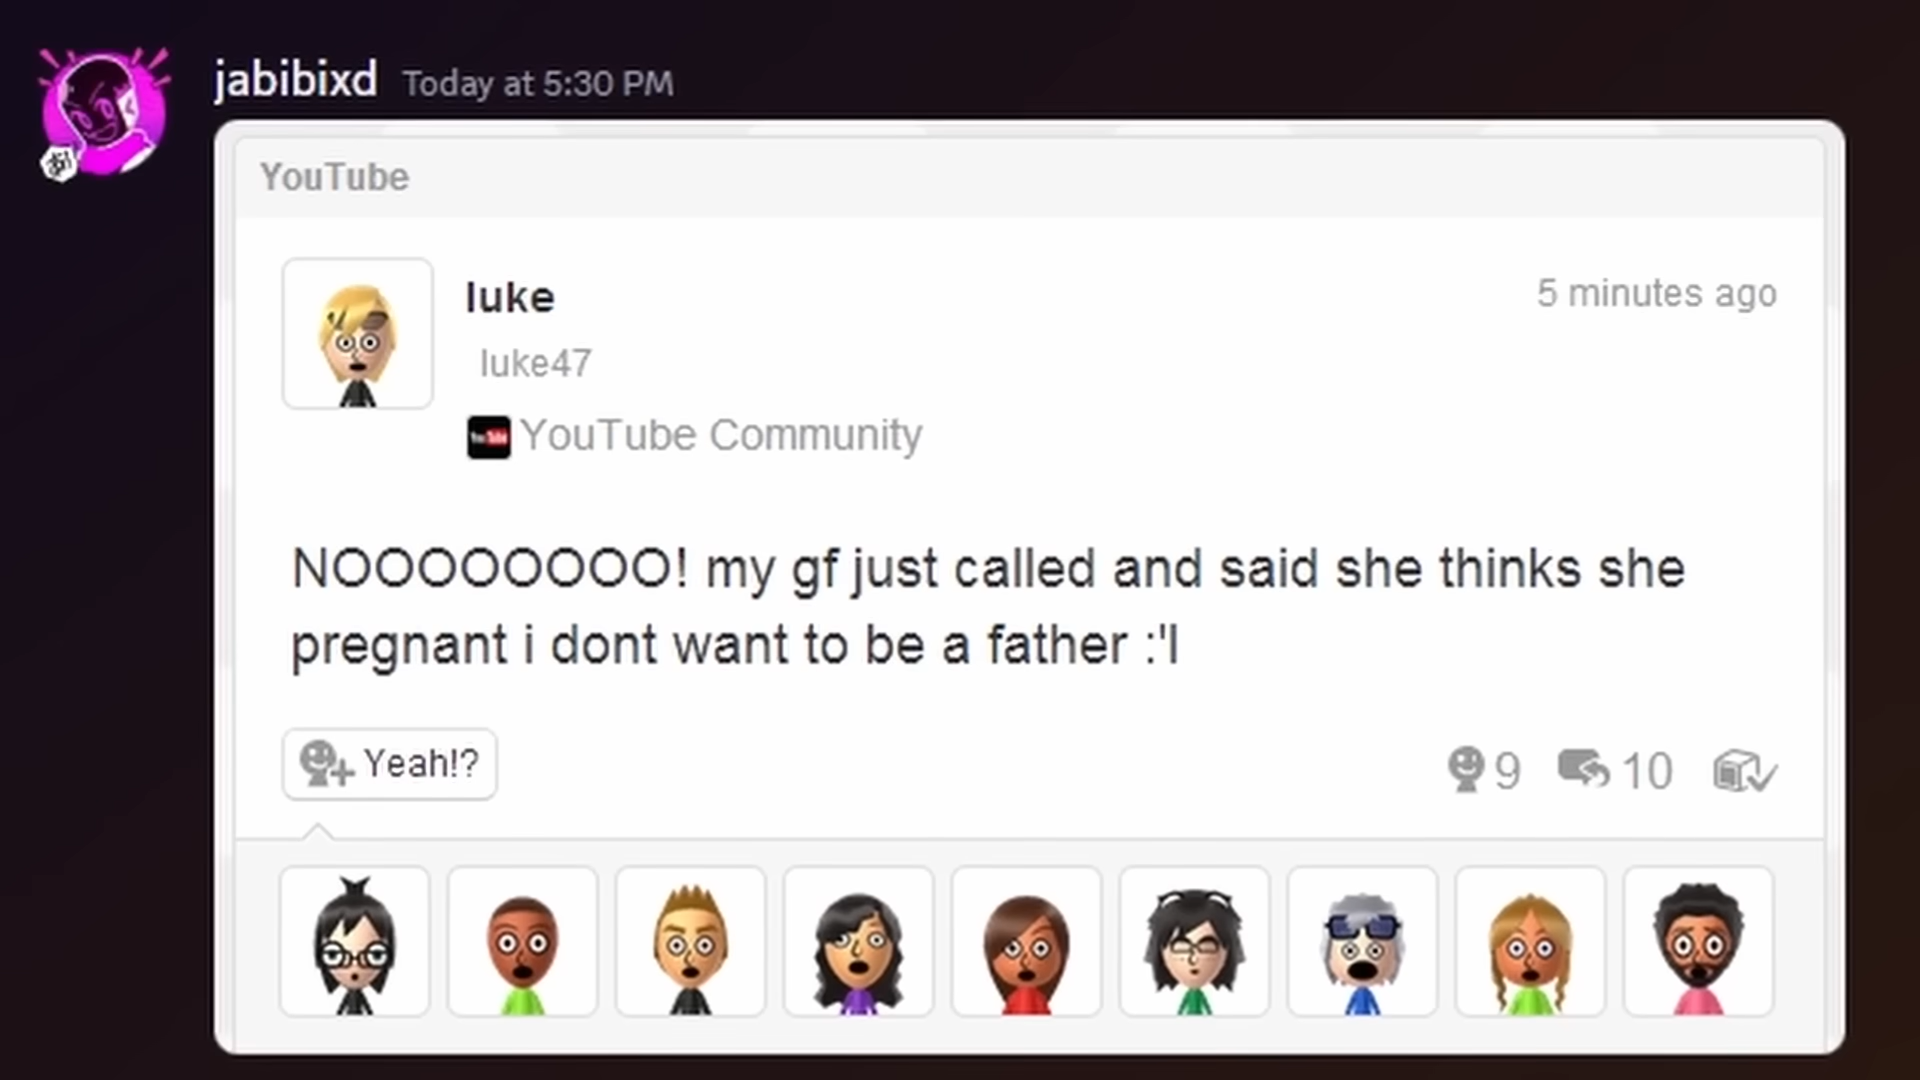 jabibixd Today at 5:30 PM
YouTube
luke
5 minutes ago
luke47
YouTube Community
NOOOOOOOO! my gf just called and said she thinks she
pregnant i dont want to be a father :'l
Yeah!?
9 10